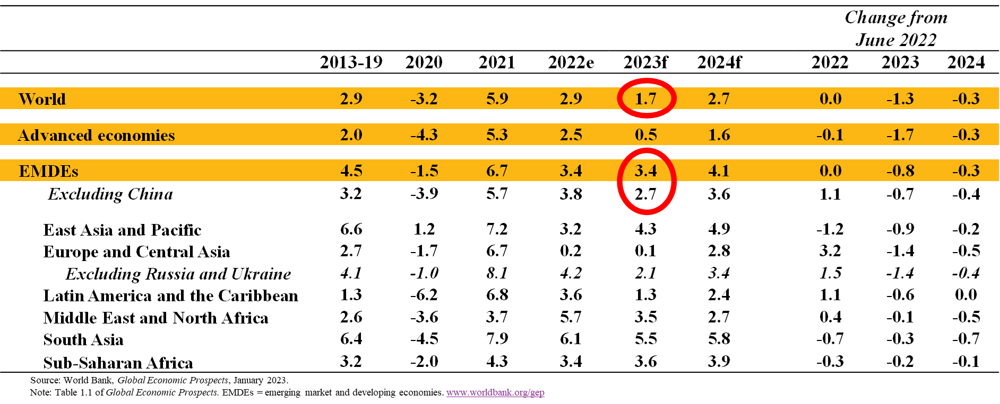 Change from
June 2022
2013-19 2020 2021 2022e 2023f 2024f 2022 2023 2024
World 2.9 -3.2 5.9 2.9 1.7 2.7 0.0 -1.3 -0.3
Advanced economies 2.0 -4.3 5.3 2.5 0.5 1.6 -0.1 -1.7 -0.3
EMDEs 4.5 -1.5 6.7 3.4 3.4 4.1 0.0 -0.8 -0.3
Excluding China 3.2 -3.9 5.7 3.8 2.7 3.6 1.1 -0.7 -0.4
East Asia and Pacific 6.6 1.2 7.2 3.2 4.3 4.9 -1.2 -0.9 -0.2
Europe and Central Asia 2.7 -1.7 6.7 0.2 0.1 2.8 3.2 -1.4 -0.5
Excluding Russia and Ukraine 4.1 -1.0 8.1 4.2 2.1 3.4 1.5 -1.4 -0.4
Latin America and the Caribbean 1.3 -6.2 6.8 3.6 1.3 2.4 1.1 -0.6 0.0
Middle East and North Africa 2.6 -3.6 3.7 5.7 3.5 2.7 0.4 -0.1 -0.5
South Asia 6.4 -4.5 7.9 6.1 5.5 5.8 -0.7 -0.3 -0.7
Sub-Saharan Africa 3.2 -2.0 4.3 3.4 3.6 3.9 -0.3 -0.2 -0.1
Source: World Bank, Global Economic Prospects, January 2023.
Note: Table 1.1 of Global Economic Prospects. EMDEs = emerging market and developing economies. www.worldbank.org/gep